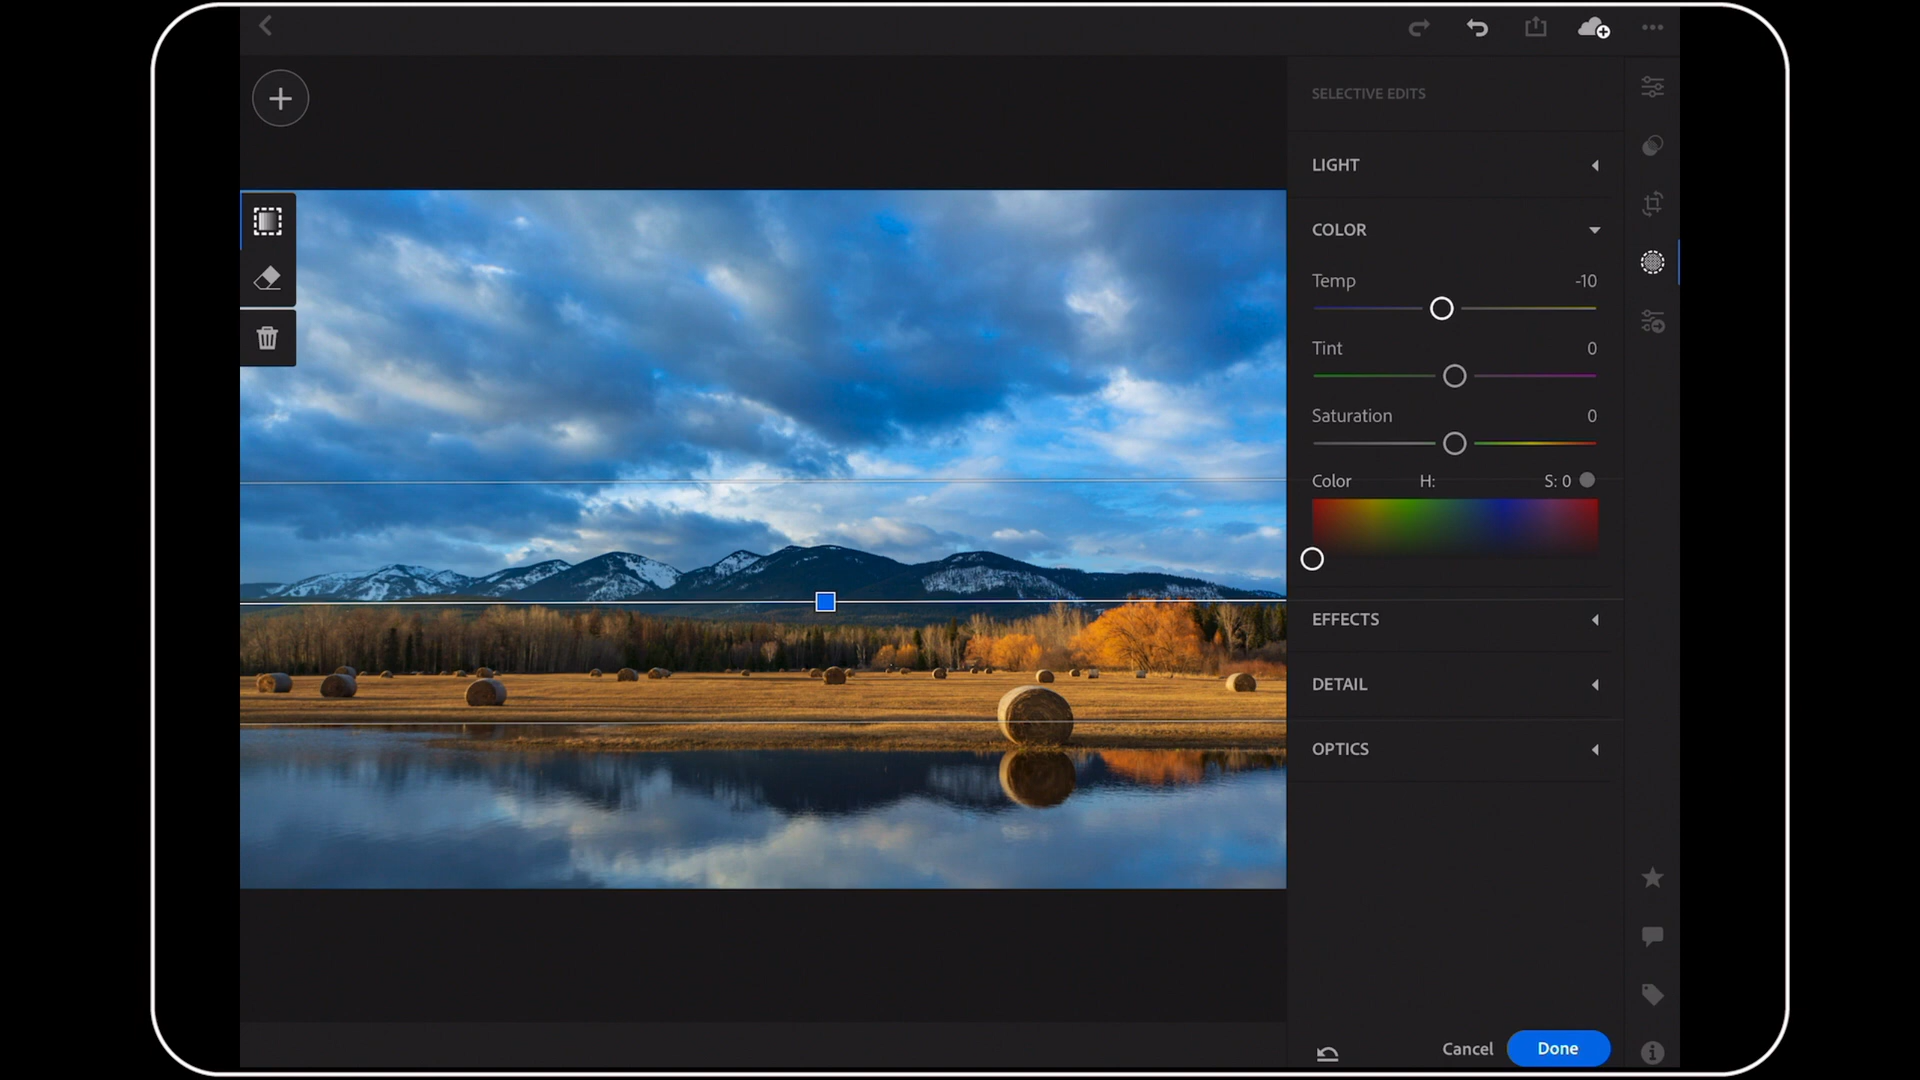 SELECTIVE EDITS
LIGHT
COLOR
Temp -10
Tint 0
Saturation 0
Color H: S: 0
EFFECTS
DETAIL
OPTICS
Cancel Done